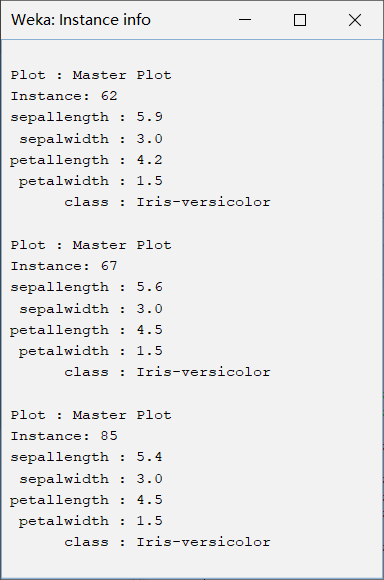 Weka: Instance info
Plot : Master Plot
Instance: 62
sepallength : 5.9
sepalwidth : 3.0
petallength : 4.2
petalwidth : 1.5
class : Iris-versicolor
Plot : Master Plot
Instance: 67
sepallength : 5.6
sepalwidth : 3.0
petallength : 4.5
petalwidth : 1.5
class : Iris-versicolor
Plot : Master Plot
Instance: 85
sepallength : 5.4
sepalwidth : 3.0
petallength : 4.5
petalwidth : 1.5
class : Iris-versicolor